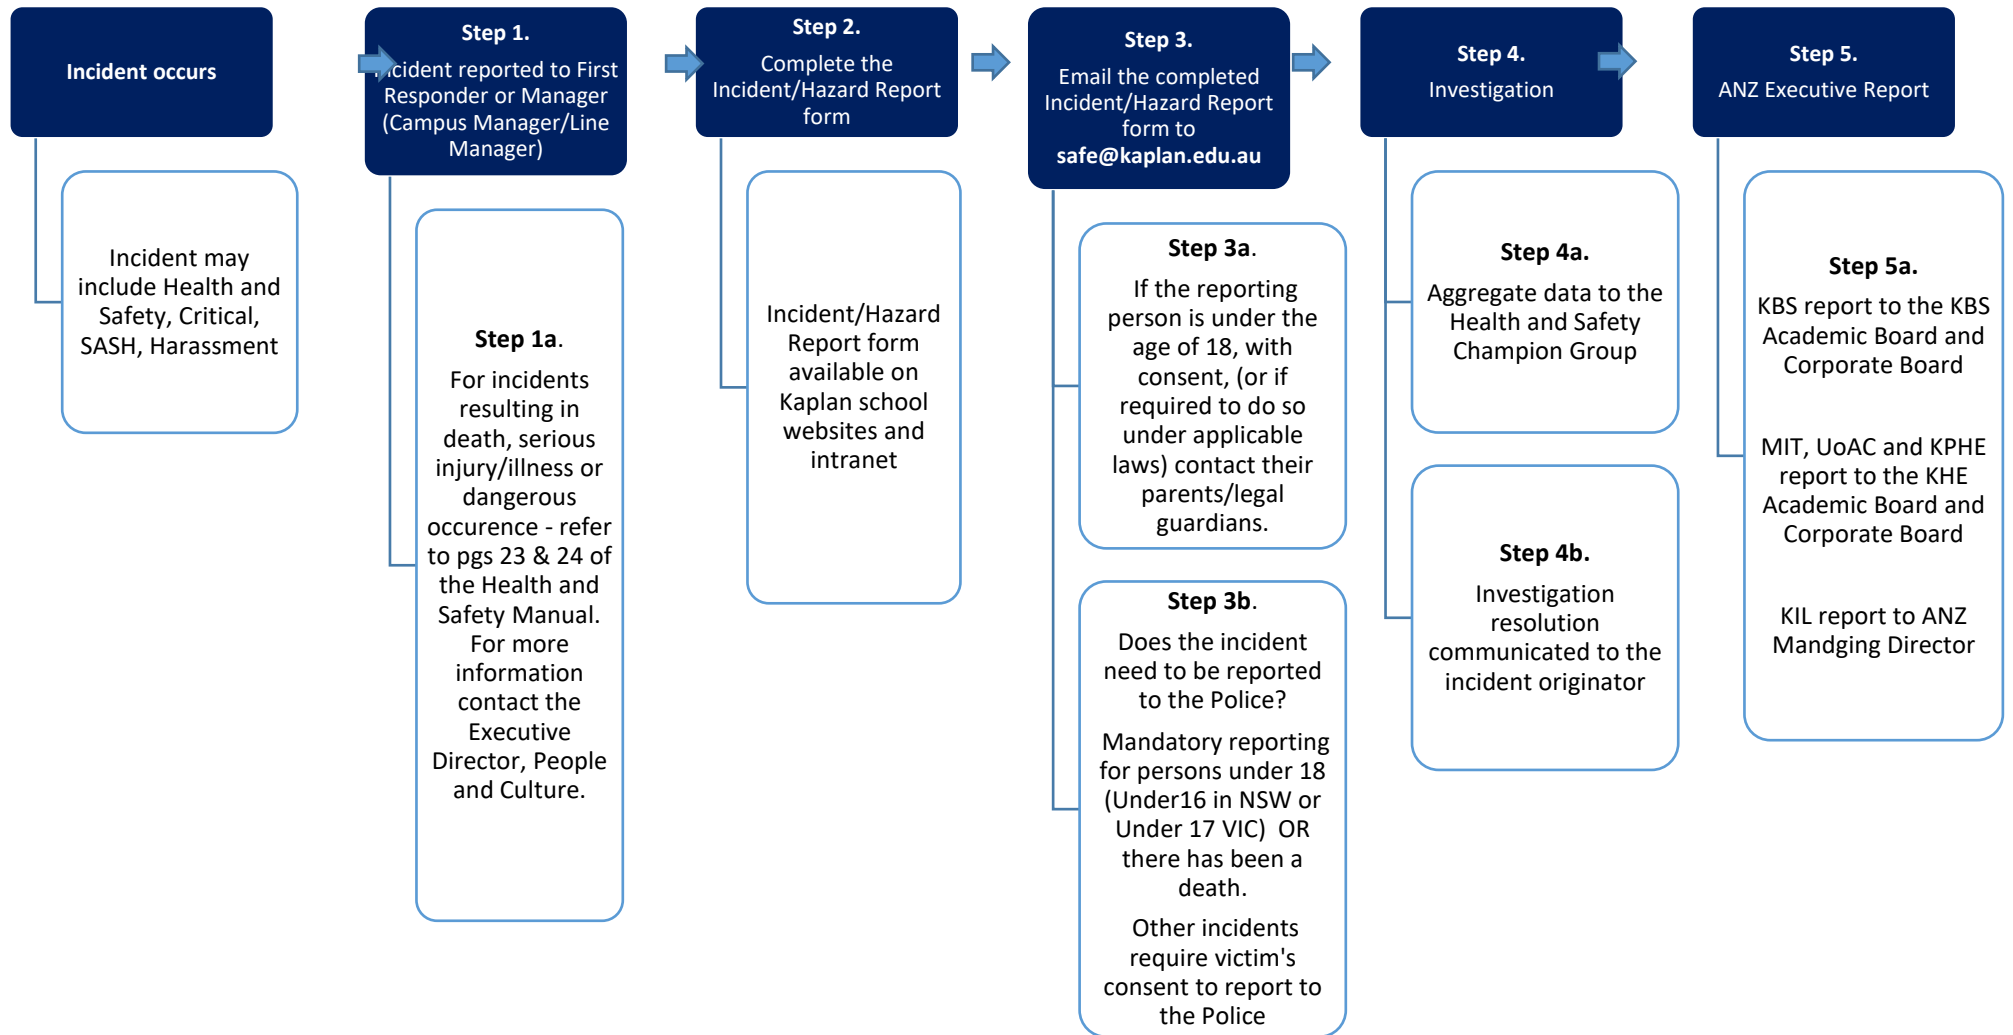 Incident occurs
Incident may
include Health and
Safety, Critical,
SASH, Harassment
Step 1.
Incident reported to First
Responder or Manager
(Campus Manager/Line
Manager)
Step 1a.
For incidents
resulting in
death, serious
injury/illness or
dangerous
occurence - refer
to pgs 23 & 24 of
the Health and
Safety Manual.
For more
information
contact the
Executive
Director, People
and Culture.
Step 2.
Complete the
Incident/Hazard Report
form
Incident/Hazard
Report form
available on
Kaplan school
websites and
intranet
Step 3.
Email the completed
Incident/Hazard Report
form to
safe@kaplan.edu.au
Step 3a.
If the reporting
person is under the
age of 18, with
consent, (or if
required to do so
under applicable
laws) contact their
parents/legal
guardians.
Step 3b.
Does the incident
need to be reported
to the Police?
Mandatory reporting
for persons under 18
(Under16 in NSW or
Under 17 VIC) OR
there has been a
death.
Other incidents
require victim's
consent to report to
the Police
Step 4.
Investigation
Step 4a.
Aggregate data to the
Health and Safety
Champion Group
Step 4b.
Investigation
resolution
communicated to the
incident originator
Step 5.
ANZ Executive Report
Step 5a.
KBS report to the KBS
Academic Board and
Corporate Board
MIT, UoAC and KPHE
report to the KHE
Academic Board and
Corporate Board
KIL report to ANZ
Mandging Director